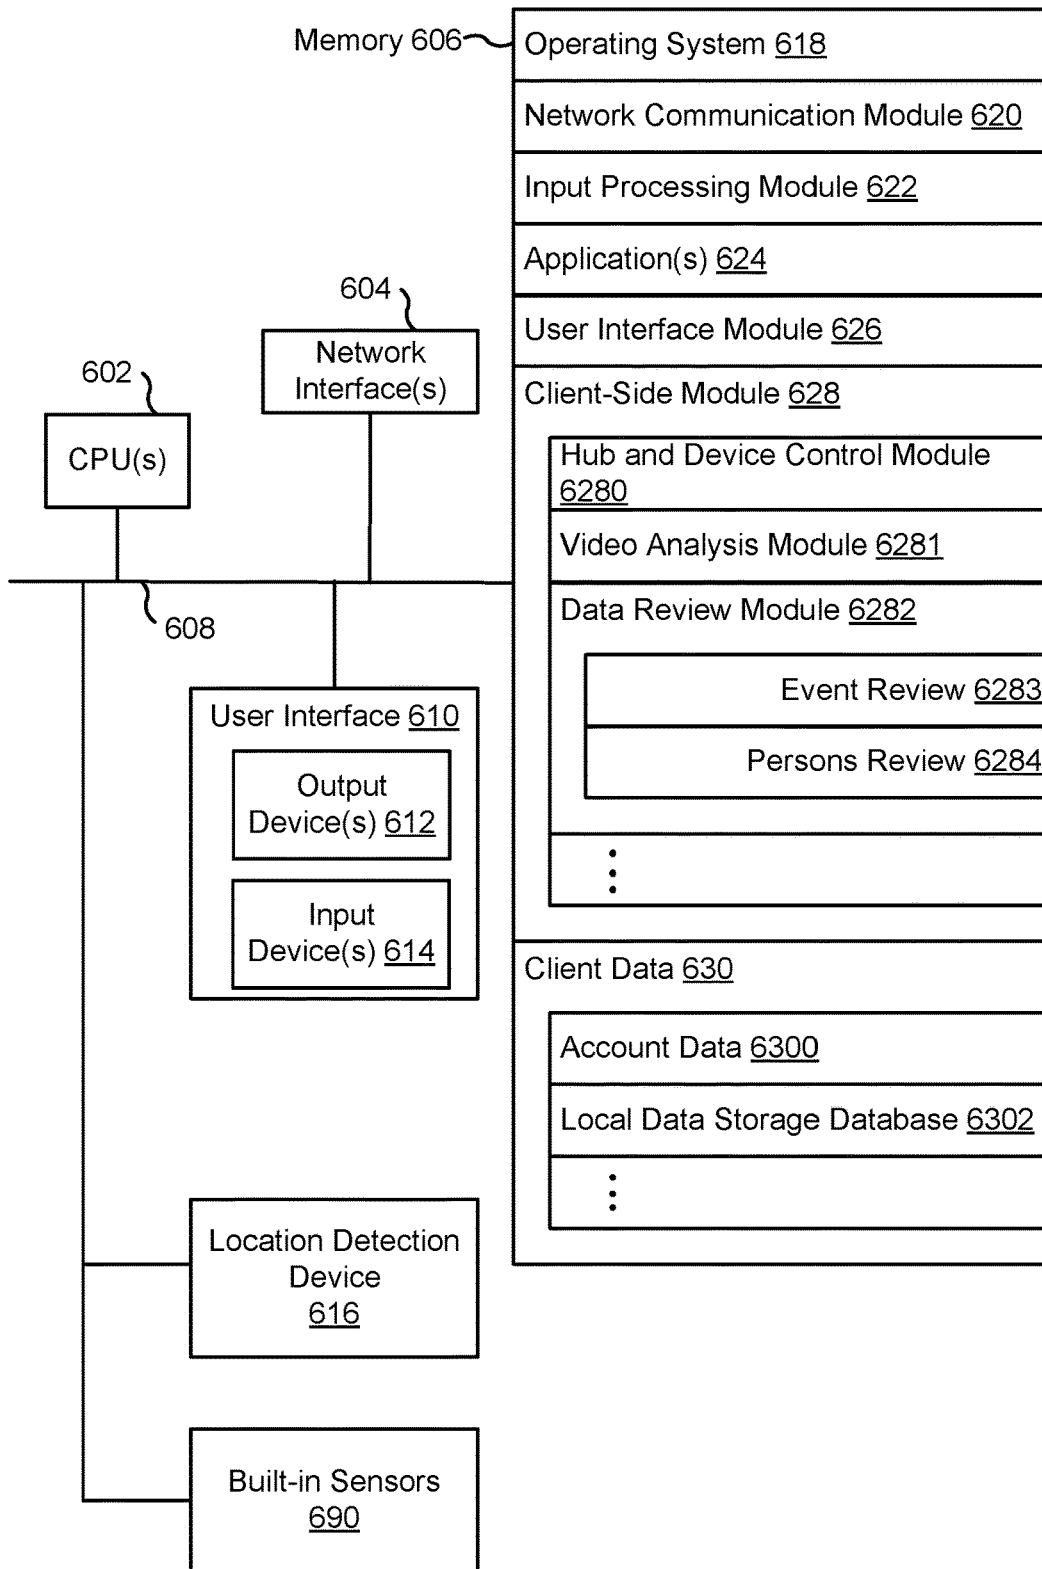 Memory 606
Operating System 618
Network Communication Module 620
Input Processing Module 622
Application(s) 624
User Interface Module 626
Client-Side Module 628
Hub and Device Control Module
6280
Video Analysis Module 6281
Data Review Module 6282
Event Review 6283
Persons Review 6284
Client Data 630
Account Data 6300
Local Data Storage Database 6302
604
Network
Interface(s)
602
CPU(s)
608
User Interface 610
Output
Device(s) 612
Input
Device(s) 614
Location Detection
Device
616
Built-in Sensors
690